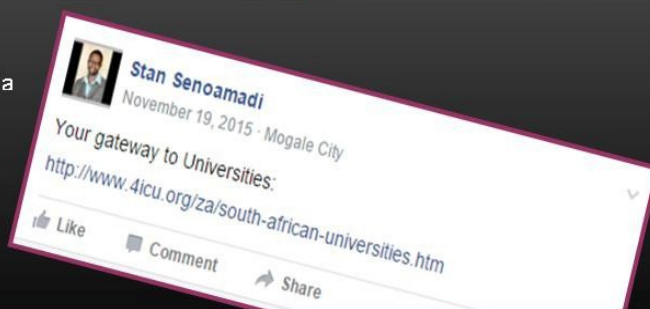 a
Stan Senoamadi
November 19, 2015 · Mogale City
Your gateway to Universities:
http://www.4icu.org/za/south-african-universities.htm
Like Comment Share